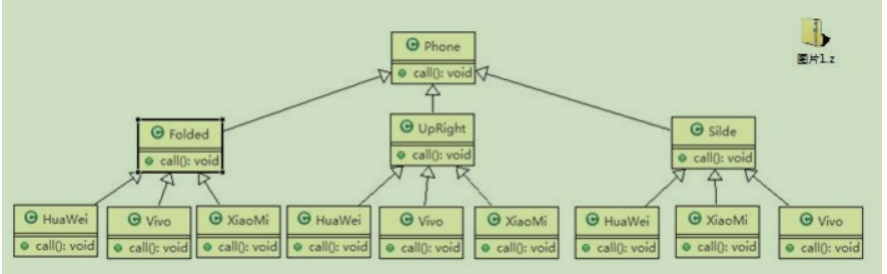 Phone
call(): void
图片1.z
Folded
call(): void
UpRight
call(): void
Silde
call(): void
HuaWei
call(): void
Vivo
call(): void
XiaoMi
call(): void
HuaWei
call(): void
Vivo
call(): void
XiaoMi
call(): void
HuaWei
call(): void
XiaoMi
call(): void
Vivo
call(): void